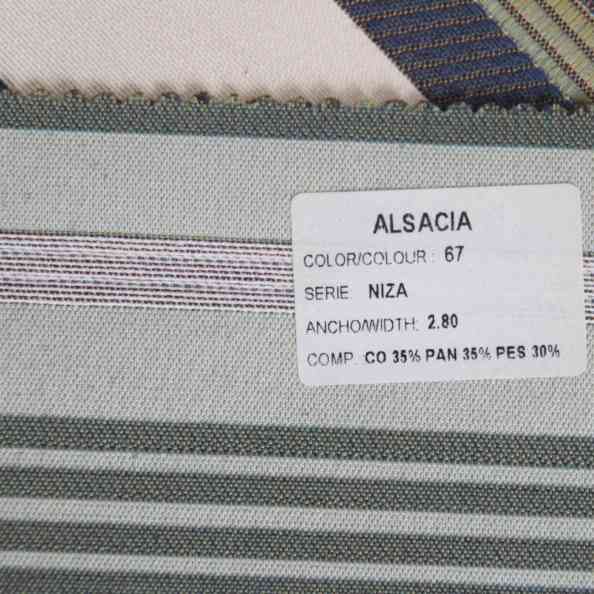 ALSACIA
COLOR/COLOUR : 67
SERIE NIZA
ANCHO/WIDTH: 2.80
COMP. :CO 35% PAN 35% PES 30%